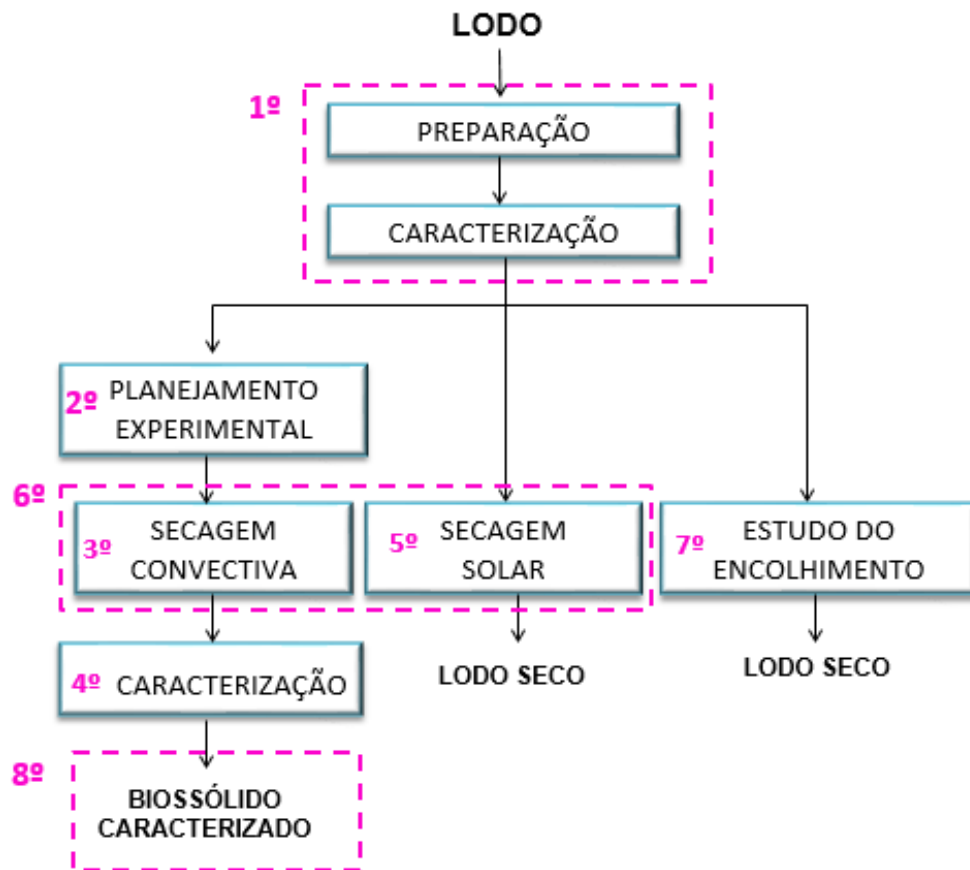 LODO
1º
PREPARAÇÃO
CARACTERIZAÇÃO
2º PLANEJAMENTO
EXPERIMENTAL
6º
3º SECAGEM
CONVECTIVA
5º SECAGEM
SOLAR
7º ESTUDO DO
ENCOLHIMENTO
4º CARACTERIZAÇÃO
LODO SECO
LODO SECO
8º
BIOSSÓLIDO
CARACTERIZADO